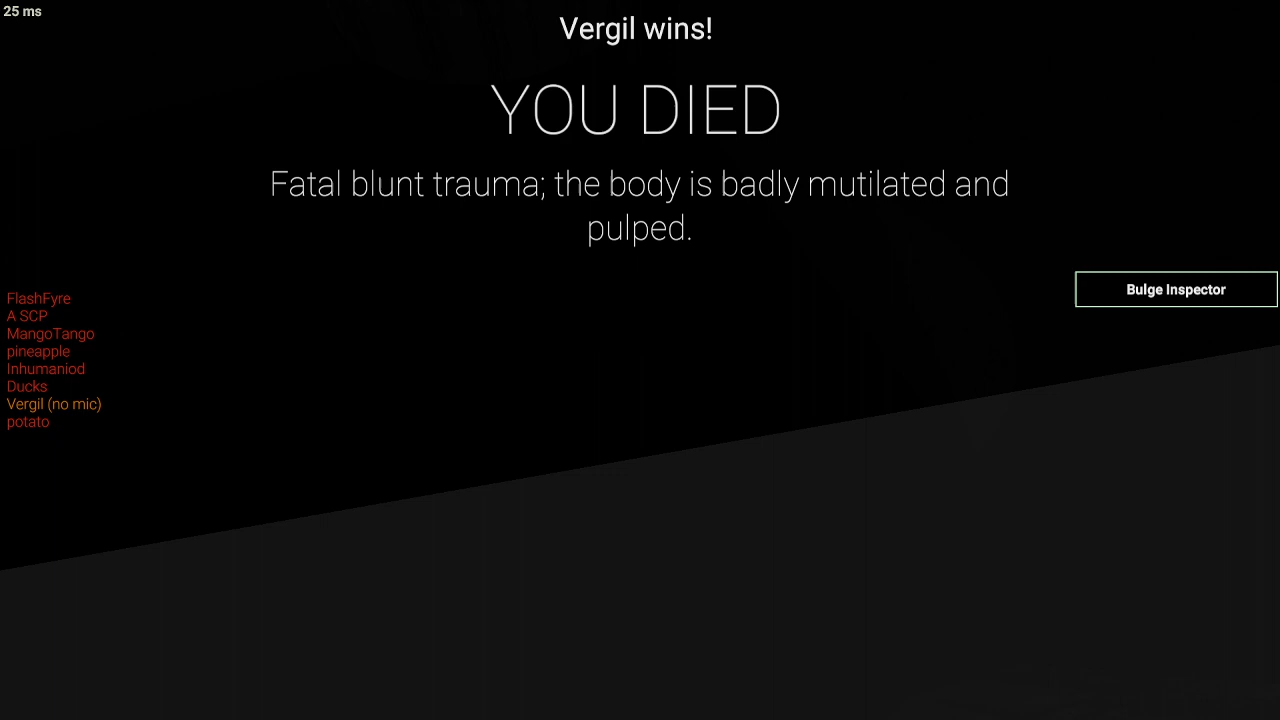 25 ms
Vergil wins!
YOU DIED
Fatal blunt trauma; the body is badly mutilated and
pulped.
Bulge Inspector
FlashFyre
A SCP
MangoTango
pineapple
Inhumaniod
Ducks
Vergil (no mic)
potato